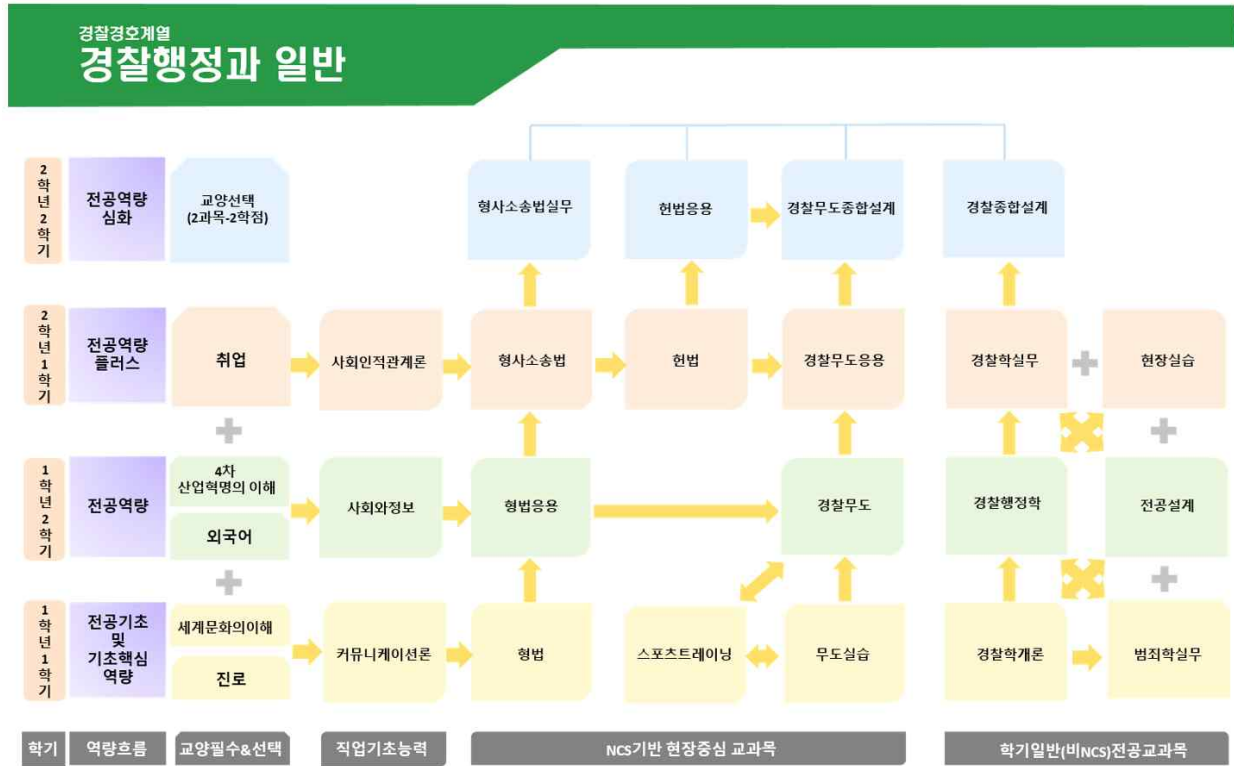 경찰경호계열
경찰행정과 일반
2학년2학기
전공역량
심화
교양선택
(2과목-2학점)
형사소송법실무
헌법응용
경찰무도종합설계
경찰종합설계
2학년1학기
전공역량
플러스
취업
사회인적관계론
형사소송법
헌법
경찰무도응용
경찰학실무
현장실습
1학년2학기
전공역량
4차
산업혁명의 이해
외국어
사회와정보
형법응용
경찰무도
경찰행정학
전공설계
1학년1학기
전공기초
및
기초핵심
역량
세계문화의이해
진로
커뮤니케이션론
형법
스포츠트레이닝
무도실습
경찰학개론
범죄학실무
학기
역량흐름
교양필수&선택
직업기초능력
NCS기반 현장중심 교과목
학기일반(비NCS)전공교과목